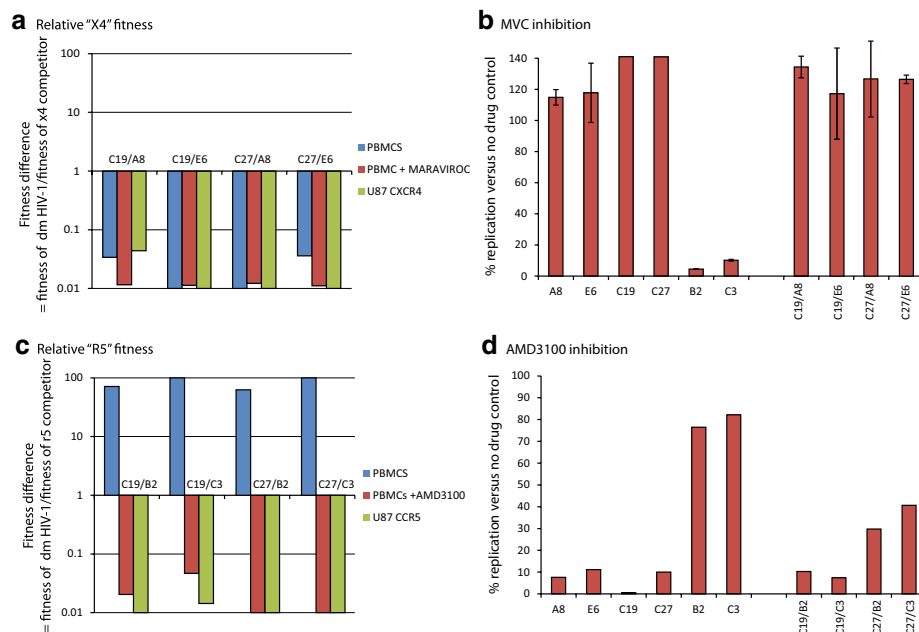 a Relative "X4" fitness
Fitness difference
= fitness of dm HIV-1/fitness of x4 competitor
100
10
1
0.1
0.01
C19/A8
C19/E6
C27/A8
C27/E6
PBMCS
PBMC + MARAVIROC
U87 CXCR4
b MVC inhibition
% replication versus no drug control
140
120
100
80
60
40
20
0
A8
E6
C19
C27
B2
C3
C19/A8
C19/E6
C27/A8
C27/E6
c Relative "R5" fitness
Fitness difference
= fitness of dm HIV-1/fitness of r5 competitor
100
10
1
0.1
0.01
C19/B2
C19/C3
C27/B2
C27/C3
PBMCS
PBMCs +AMD3100
U87 CCR5
d AMD3100 inhibition
% replication versus no drug control
100
90
80
70
60
50
40
30
20
10
0
A8
E6
C19
C27
B2
C3
C19/B2
C19/C3
C27/B2
C27/C3